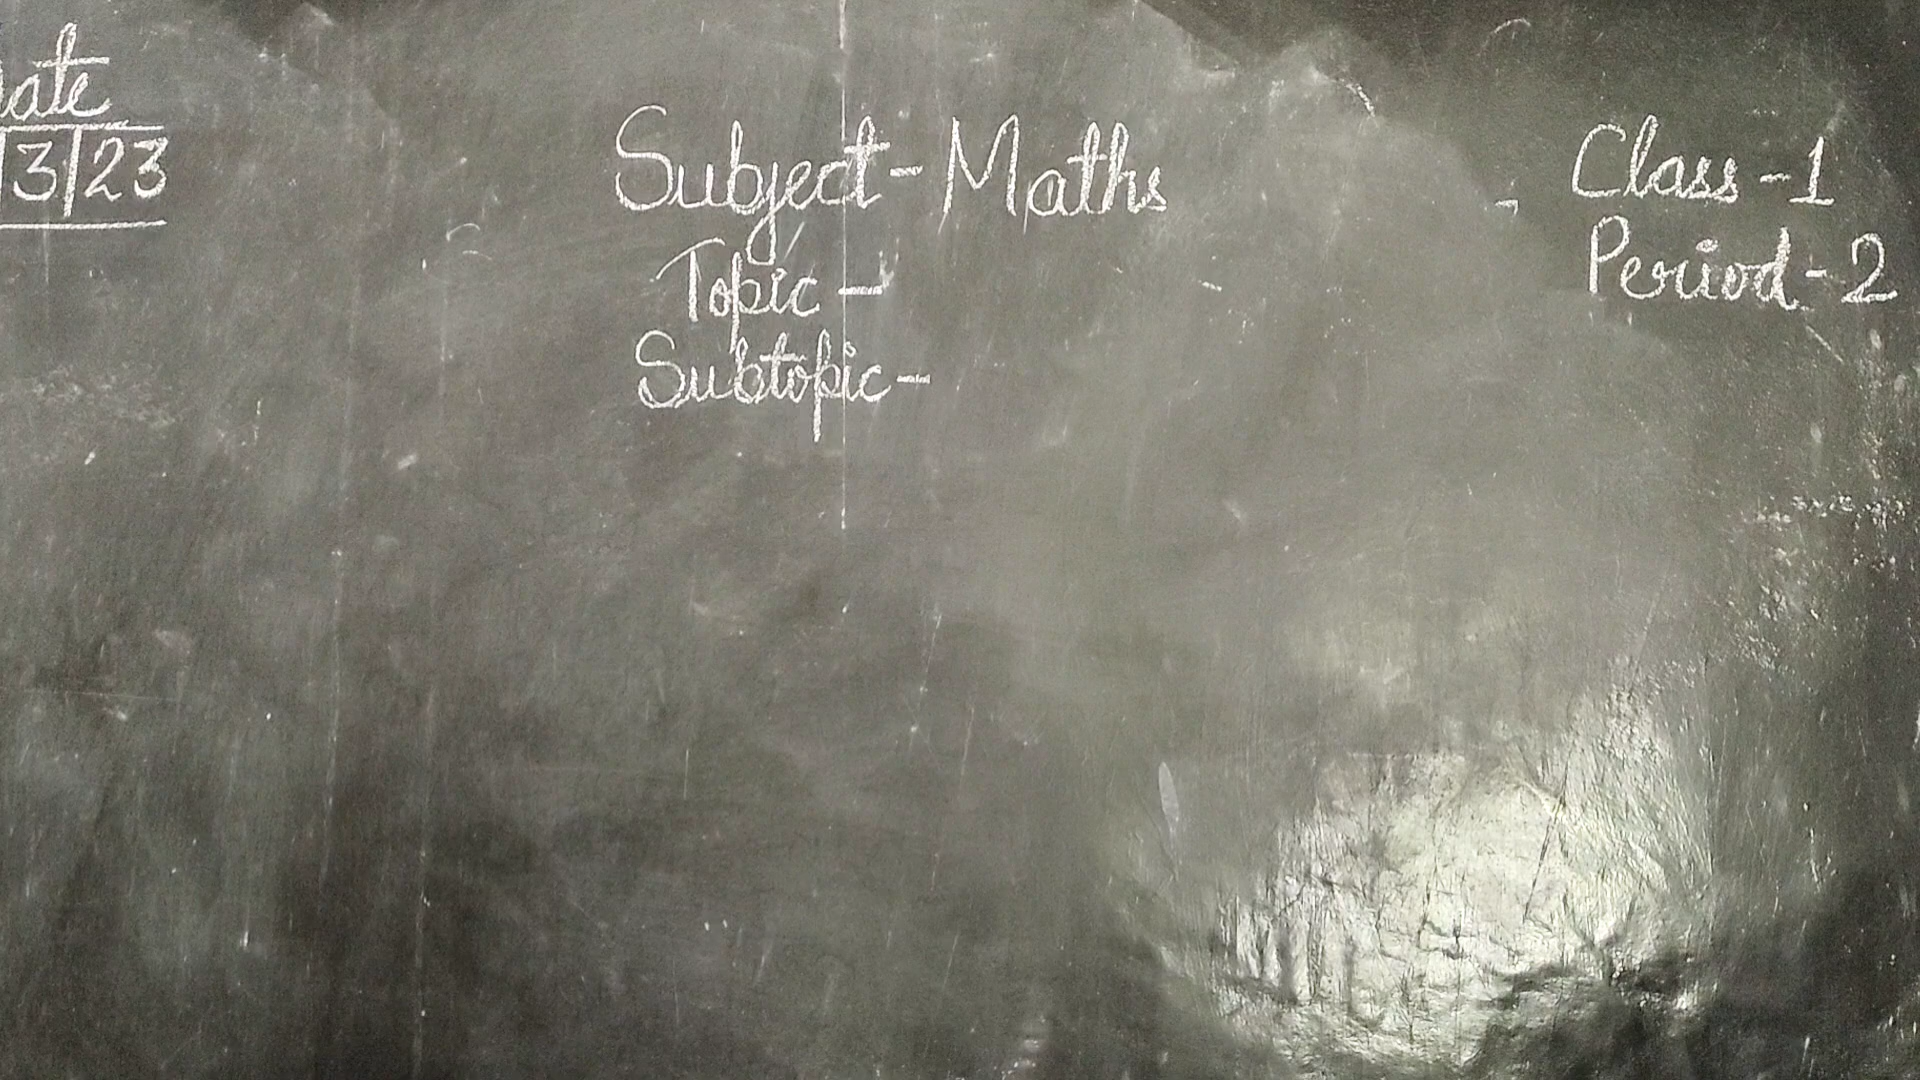 ate
3|23
Subject-Maths
Topic-
Subtopic-
Class-1
Period-2